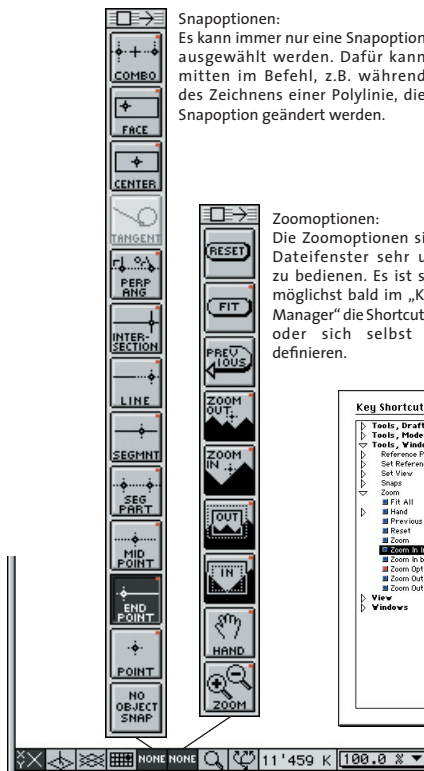 Snapoptionen:
Es kann immer nur eine Snapoption
ausgewählt werden. Dafür kann
mitten im Befehl, z.B. während
des Zeichnens einer Polylinie, die
Snapoption geändert werden.
COMBO
FACE
CENTER
TANGENT
PERP
ANG
INTER-
SECTION
LINE
SEGMNT
SEG
PART
MID
POINT
END
POINT
POINT
NO
OBJECT
SNAP
Zoomoptionen:
Die Zoomoptionen si
Dateifenster sehr u
zu bedienen. Es ist s
möglichst bald im „K
Manager“ die Shortcut
oder sich selbst
definieren.
RESET
FIT
PREV
IOUS
ZOOM
OUT
ZOOM
IN
OUT
IN
HAND
ZOOM
Key Shortcut
Tools, Draft
Tools, Mode
Tools, Windo
Reference P
Set Referenc
Set View
Snaps
Zoom
Fit All
Hand
Previous
Reset
Zoom
Zoom In I
Zoom In b
Zoom Opt
Zoom Out
Zoom Out
View
Windows
NONE NONE 11'459 K 100.0 %